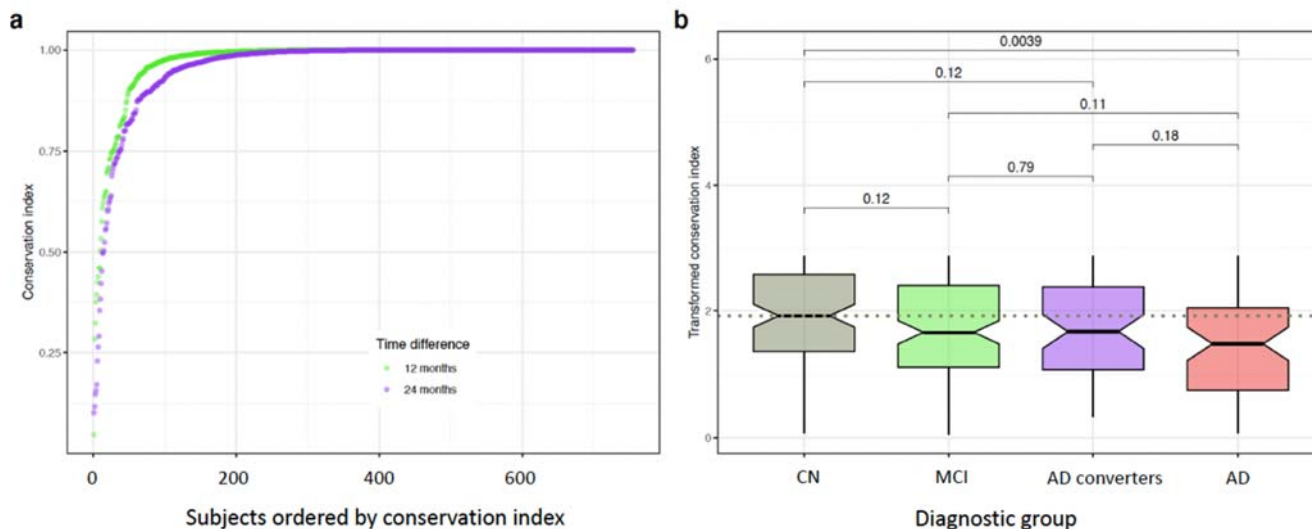 a
1.00
0.75
0.50
0.25
Conservation index
Time difference
12 months
24 months
0
200
400
600
Subjects ordered by conservation index
b
6
4
2
0
Transformed conservation index
0.0039
0.12
0.11
0.18
0.79
0.12
CN
MCI
AD converters
AD
Diagnostic group